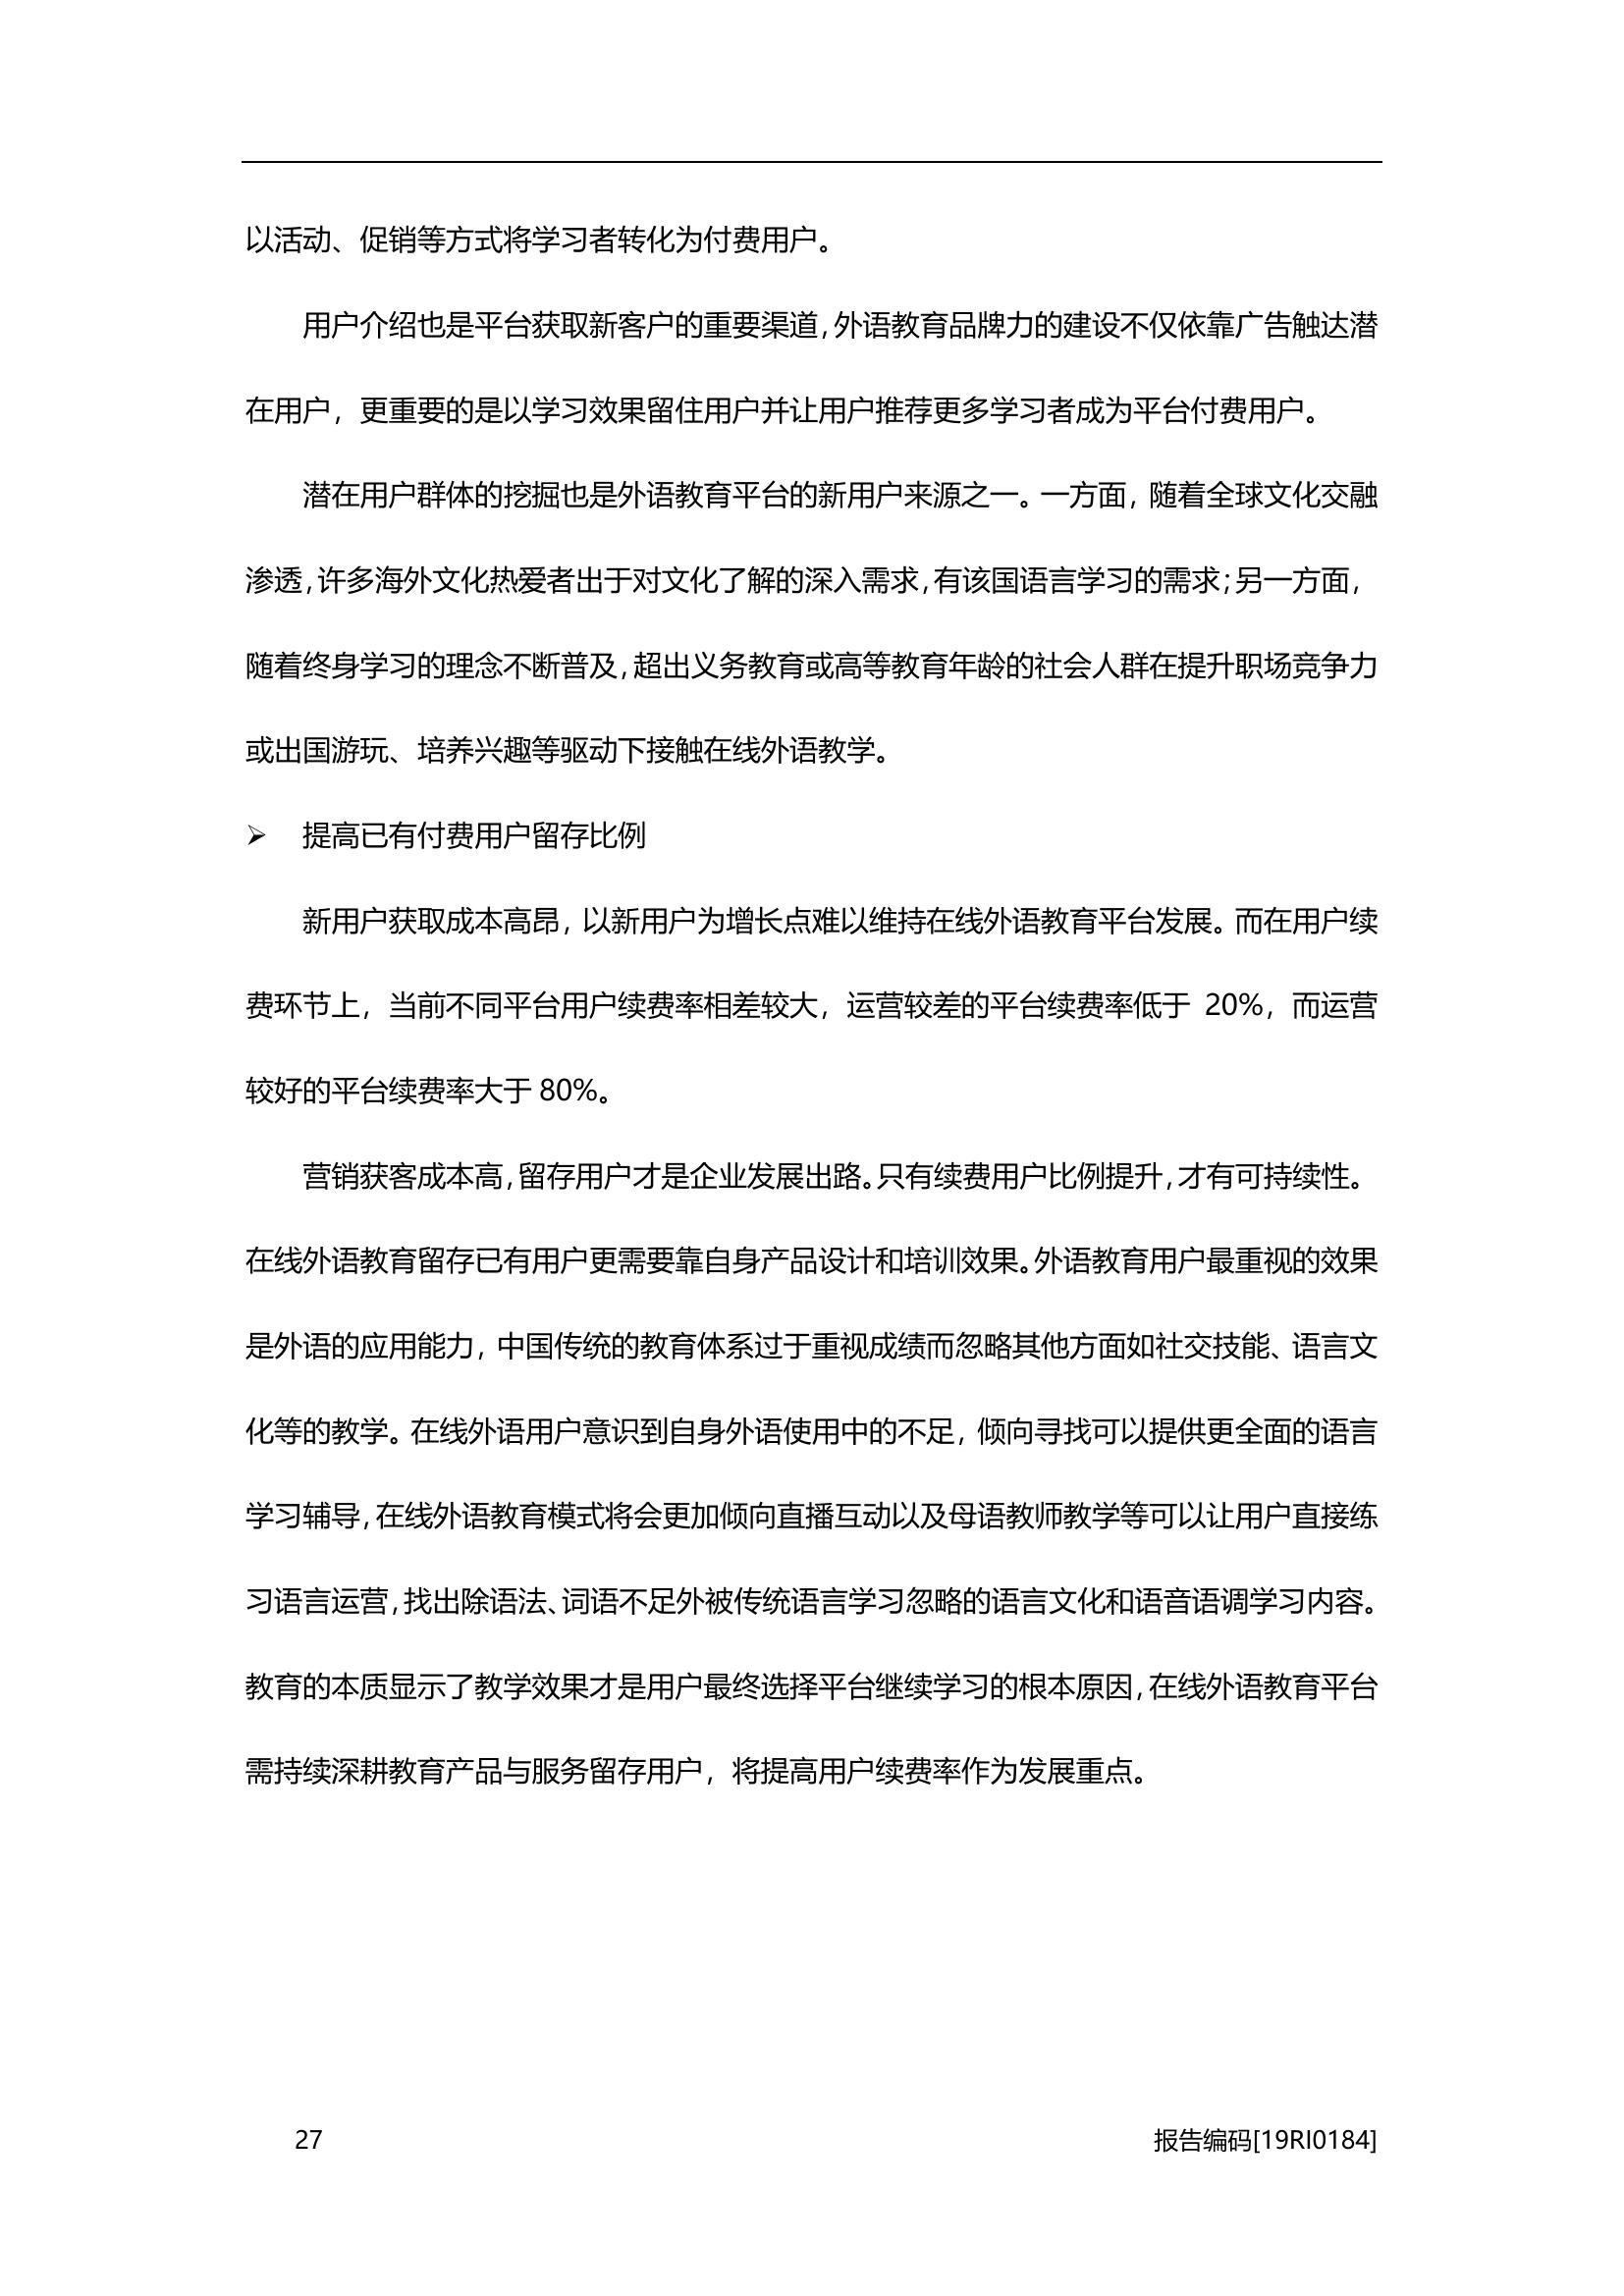 以活动、促销等方式将学习者转化为付费用户。
用户介绍也是平台获取新客户的重要渠道，外语教育品牌力的建设不仅依靠广告触达潜
在用户，更重要的是以学习效果留住用户并让用户推荐更多学习者成为平台付费用户。
潜在用户群体的挖掘也是外语教育平台的新用户来源之一。一方面，随着全球文化交融
渗透，许多海外文化热爱者出于对文化了解的深入需求，有该国语言学习的需求；另一方面，
随着终身学习的理念不断普及，超出义务教育或高等教育年龄的社会人群在提升职场竞争力
或出国游玩、培养兴趣等驱动下接触在线外语教学。
➢ 提高已有付费用户留存比例
新用户获取成本高昂，以新用户为增长点难以维持在线外语教育平台发展。而在用户续
费环节上，当前不同平台用户续费率相差较大，运营较差的平台续费率低于 20%，而运营
较好的平台续费率大于 80%。
营销获客成本高，留存用户才是企业发展出路。只有续费用户比例提升，才有可持续性。
在线外语教育留存已有用户更需要靠自身产品设计和培训效果。外语教育用户最重视的效果
是外语的应用能力，中国传统的教育体系过于重视成绩而忽略其他方面如社交技能、语言文
化等的教学。在线外语用户意识到自身外语使用中的不足，倾向寻找可以提供更全面的语言
学习辅导，在线外语教育模式将会更加倾向直播互动以及母语教师教学等可以让用户直接练
习语言运营，找出除语法、词语不足外被传统语言学习忽略的语言文化和语音语调学习内容。
教育的本质显示了教学效果才是用户最终选择平台继续学习的根本原因，在线外语教育平台
需持续深耕教育产品与服务留存用户，将提高用户续费率作为发展重点。
27 报告编码[19RI0184]